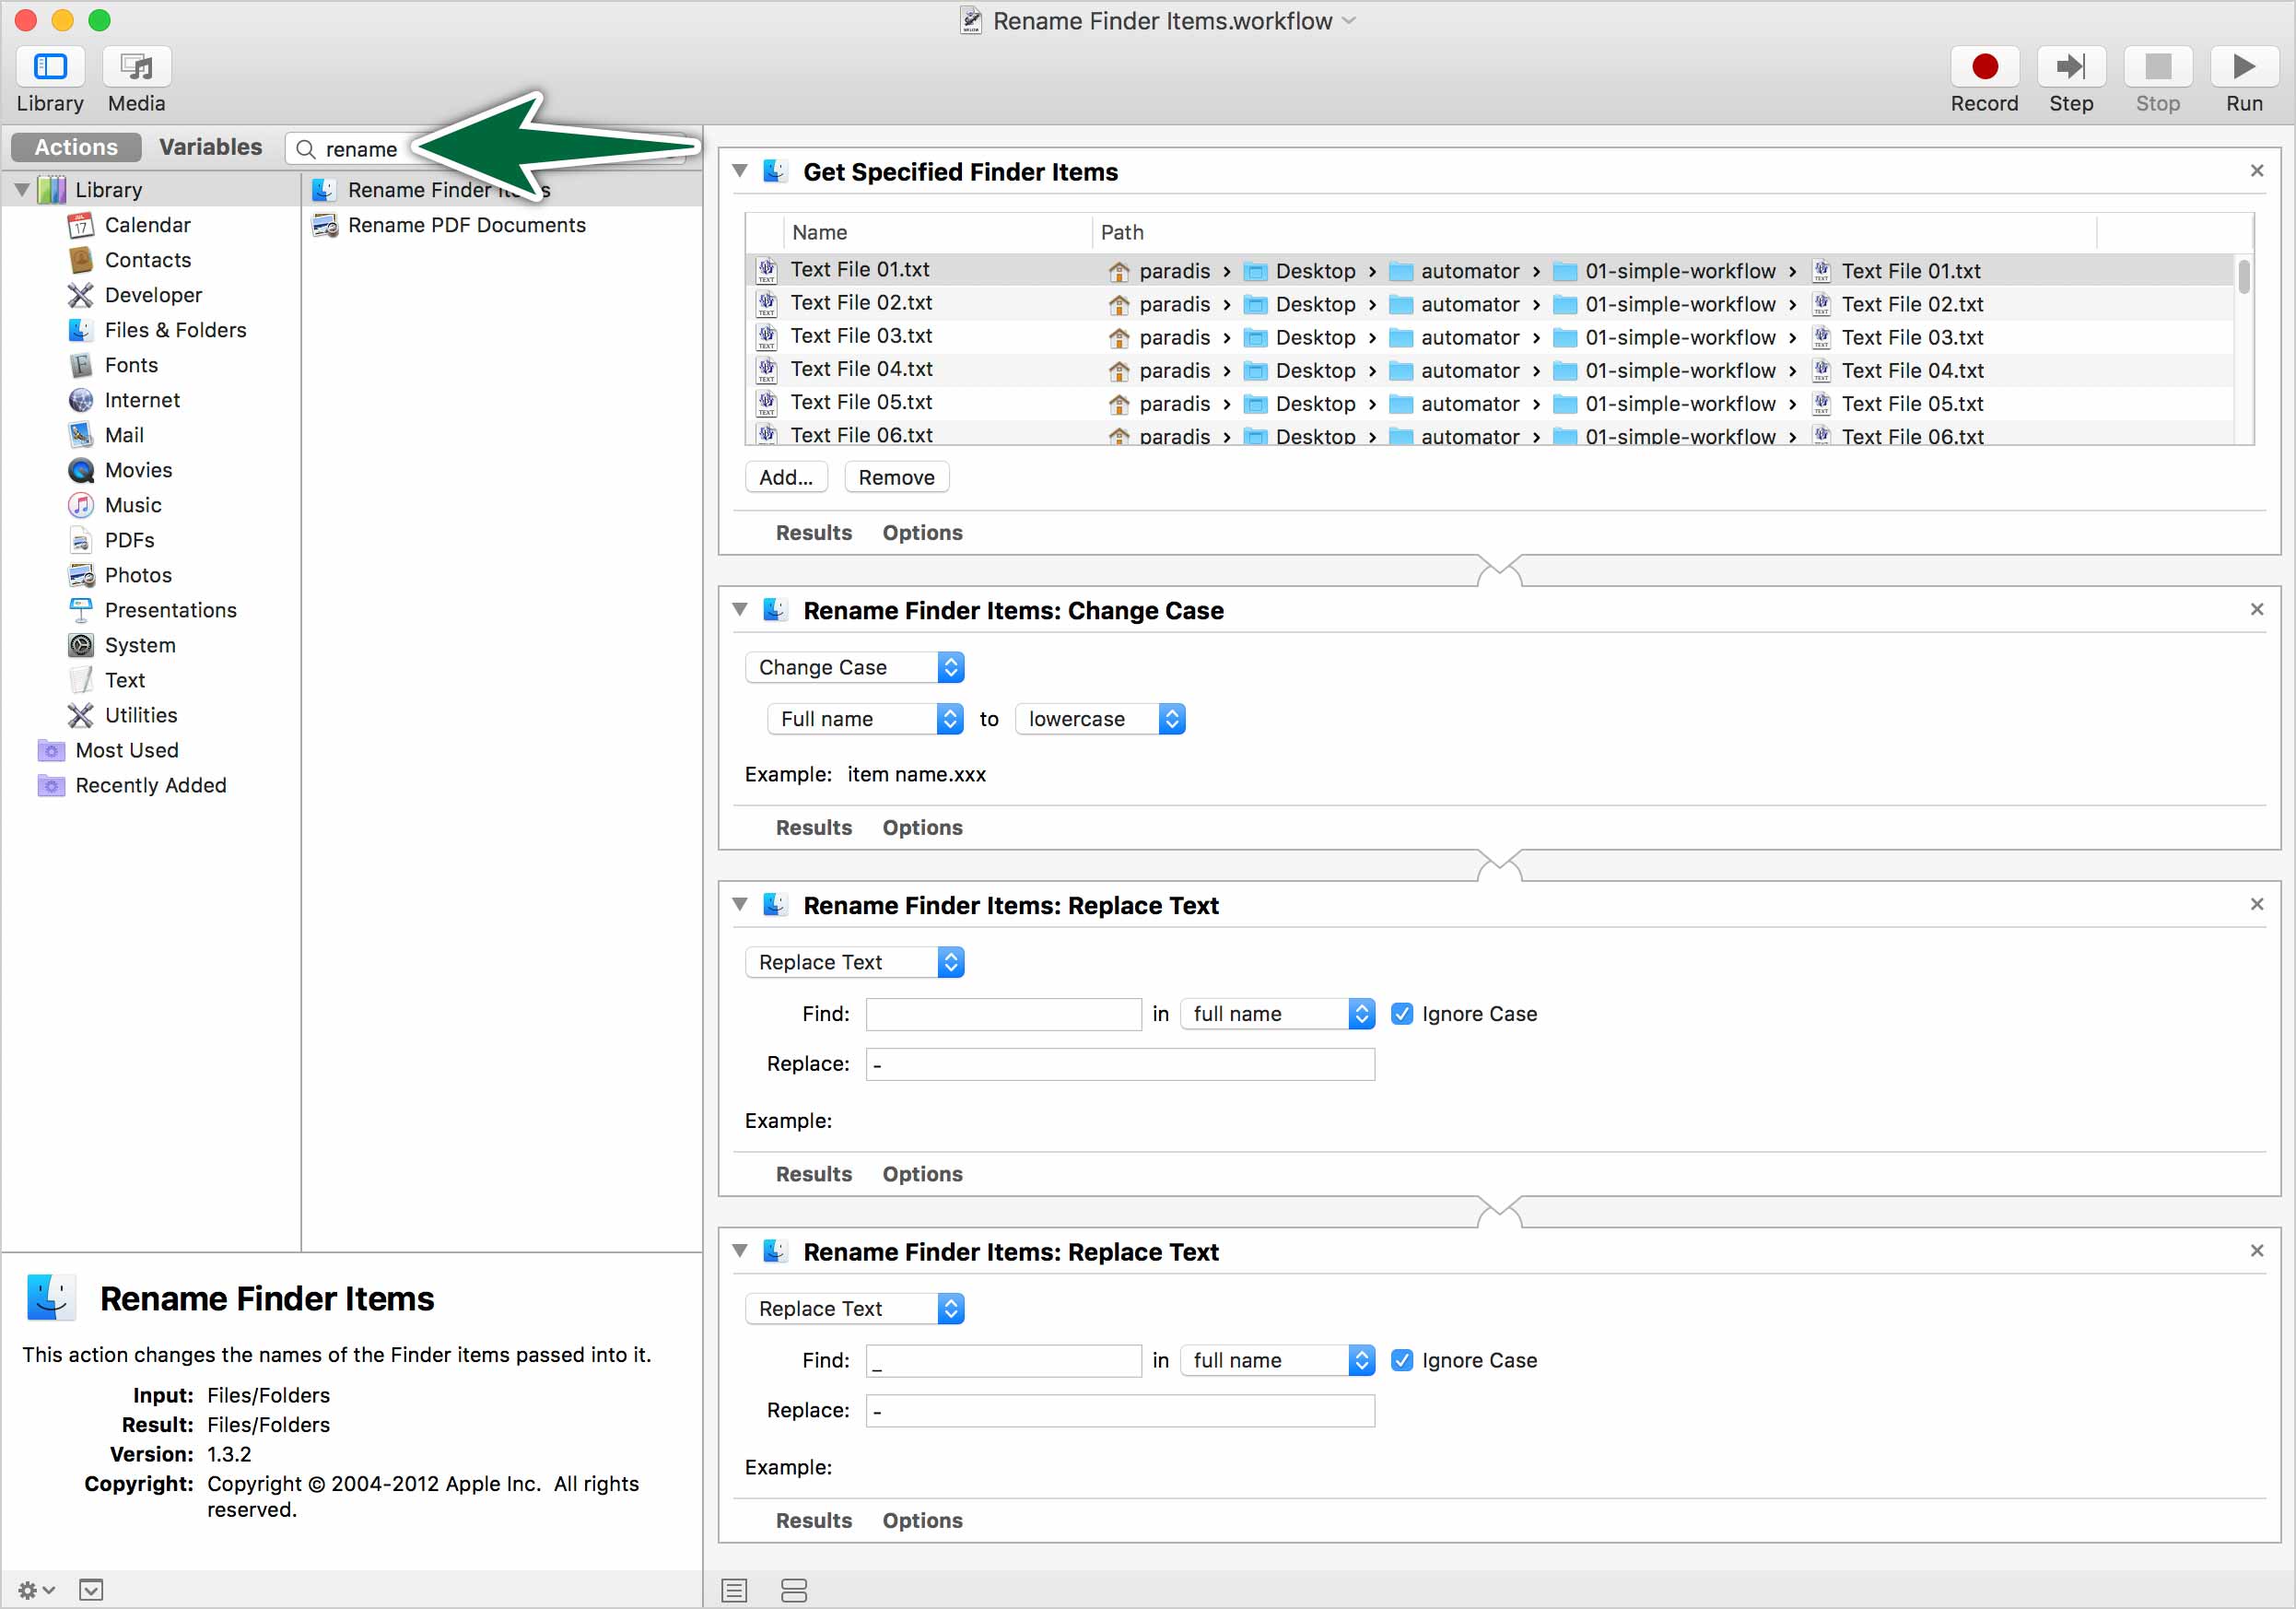 Rename Finder Items.workflow
Library Media Record Step Stop Run
Actions Variables rename
Library
Calendar
Contacts
Developer
Files & Folders
Fonts
Internet
Mail
Movies
Music
PDFs
Photos
Presentations
System
Text
Utilities
Most Used
Recently Added
Rename Finder Items
Rename PDF Documents
Rename Finder Items
This action changes the names of the Finder items passed into it.
Input: Files/Folders
Result: Files/Folders
Version: 1.3.2
Copyright: Copyright © 2004-2012 Apple Inc. All rights
reserved.
Get Specified Finder Items
Name Path
Text File 01.txt paradis › Desktop › automator › 01-simple-workflow › Text File 01.txt
Text File 02.txt paradis › Desktop › automator › 01-simple-workflow › Text File 02.txt
Text File 03.txt paradis › Desktop › automator › 01-simple-workflow › Text File 03.txt
Text File 04.txt paradis › Desktop › automator › 01-simple-workflow › Text File 04.txt
Text File 05.txt paradis › Desktop › automator › 01-simple-workflow › Text File 05.txt
Text File 06.txt paradis › Desktop › automator › 01-simple-workflow › Text File 06.txt
Add... Remove
Results Options
Rename Finder Items: Change Case
Change Case
Full name to lowercase
Example: item name.xxx
Results Options
Rename Finder Items: Replace Text
Replace Text
Find: in full name Ignore Case
Replace: -
Example:
Results Options
Rename Finder Items: Replace Text
Replace Text
Find: _ in full name Ignore Case
Replace: -
Example:
Results Options